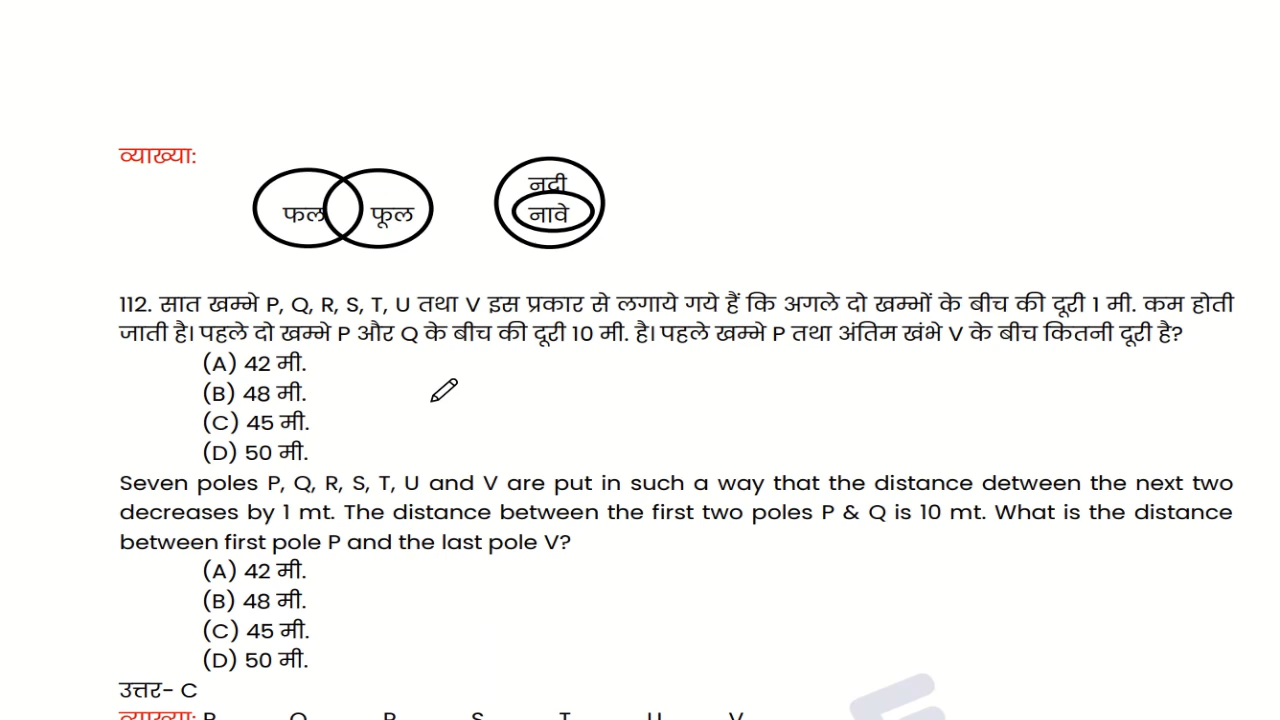 व्याख्या:
फल फूल नदी
नावे
112. सात खम्भे P, Q, R, S, T, U तथा V इस प्रकार से लगाये गये हैं कि अगले दो खम्भों के बीच की दूरी 1 मी. कम होती
जाती है। पहले दो खम्भे P और Q के बीच की दूरी 10 मी. है। पहले खम्भे P तथा अंतिम खंभे V के बीच कितनी दूरी है?
(A) 42 मी.
(B) 48 मी.
(C) 45 मी.
(D) 50 मी.
Seven poles P, Q, R, S, T, U and V are put in such a way that the distance detween the next two
decreases by 1 mt. The distance between the first two poles P & Q is 10 mt. What is the distance
between first pole P and the last pole V?
(A) 42 मी.
(B) 48 मी.
(C) 45 मी.
(D) 50 मी.
उत्तर- C
व्याख्या: P Q R S T U V